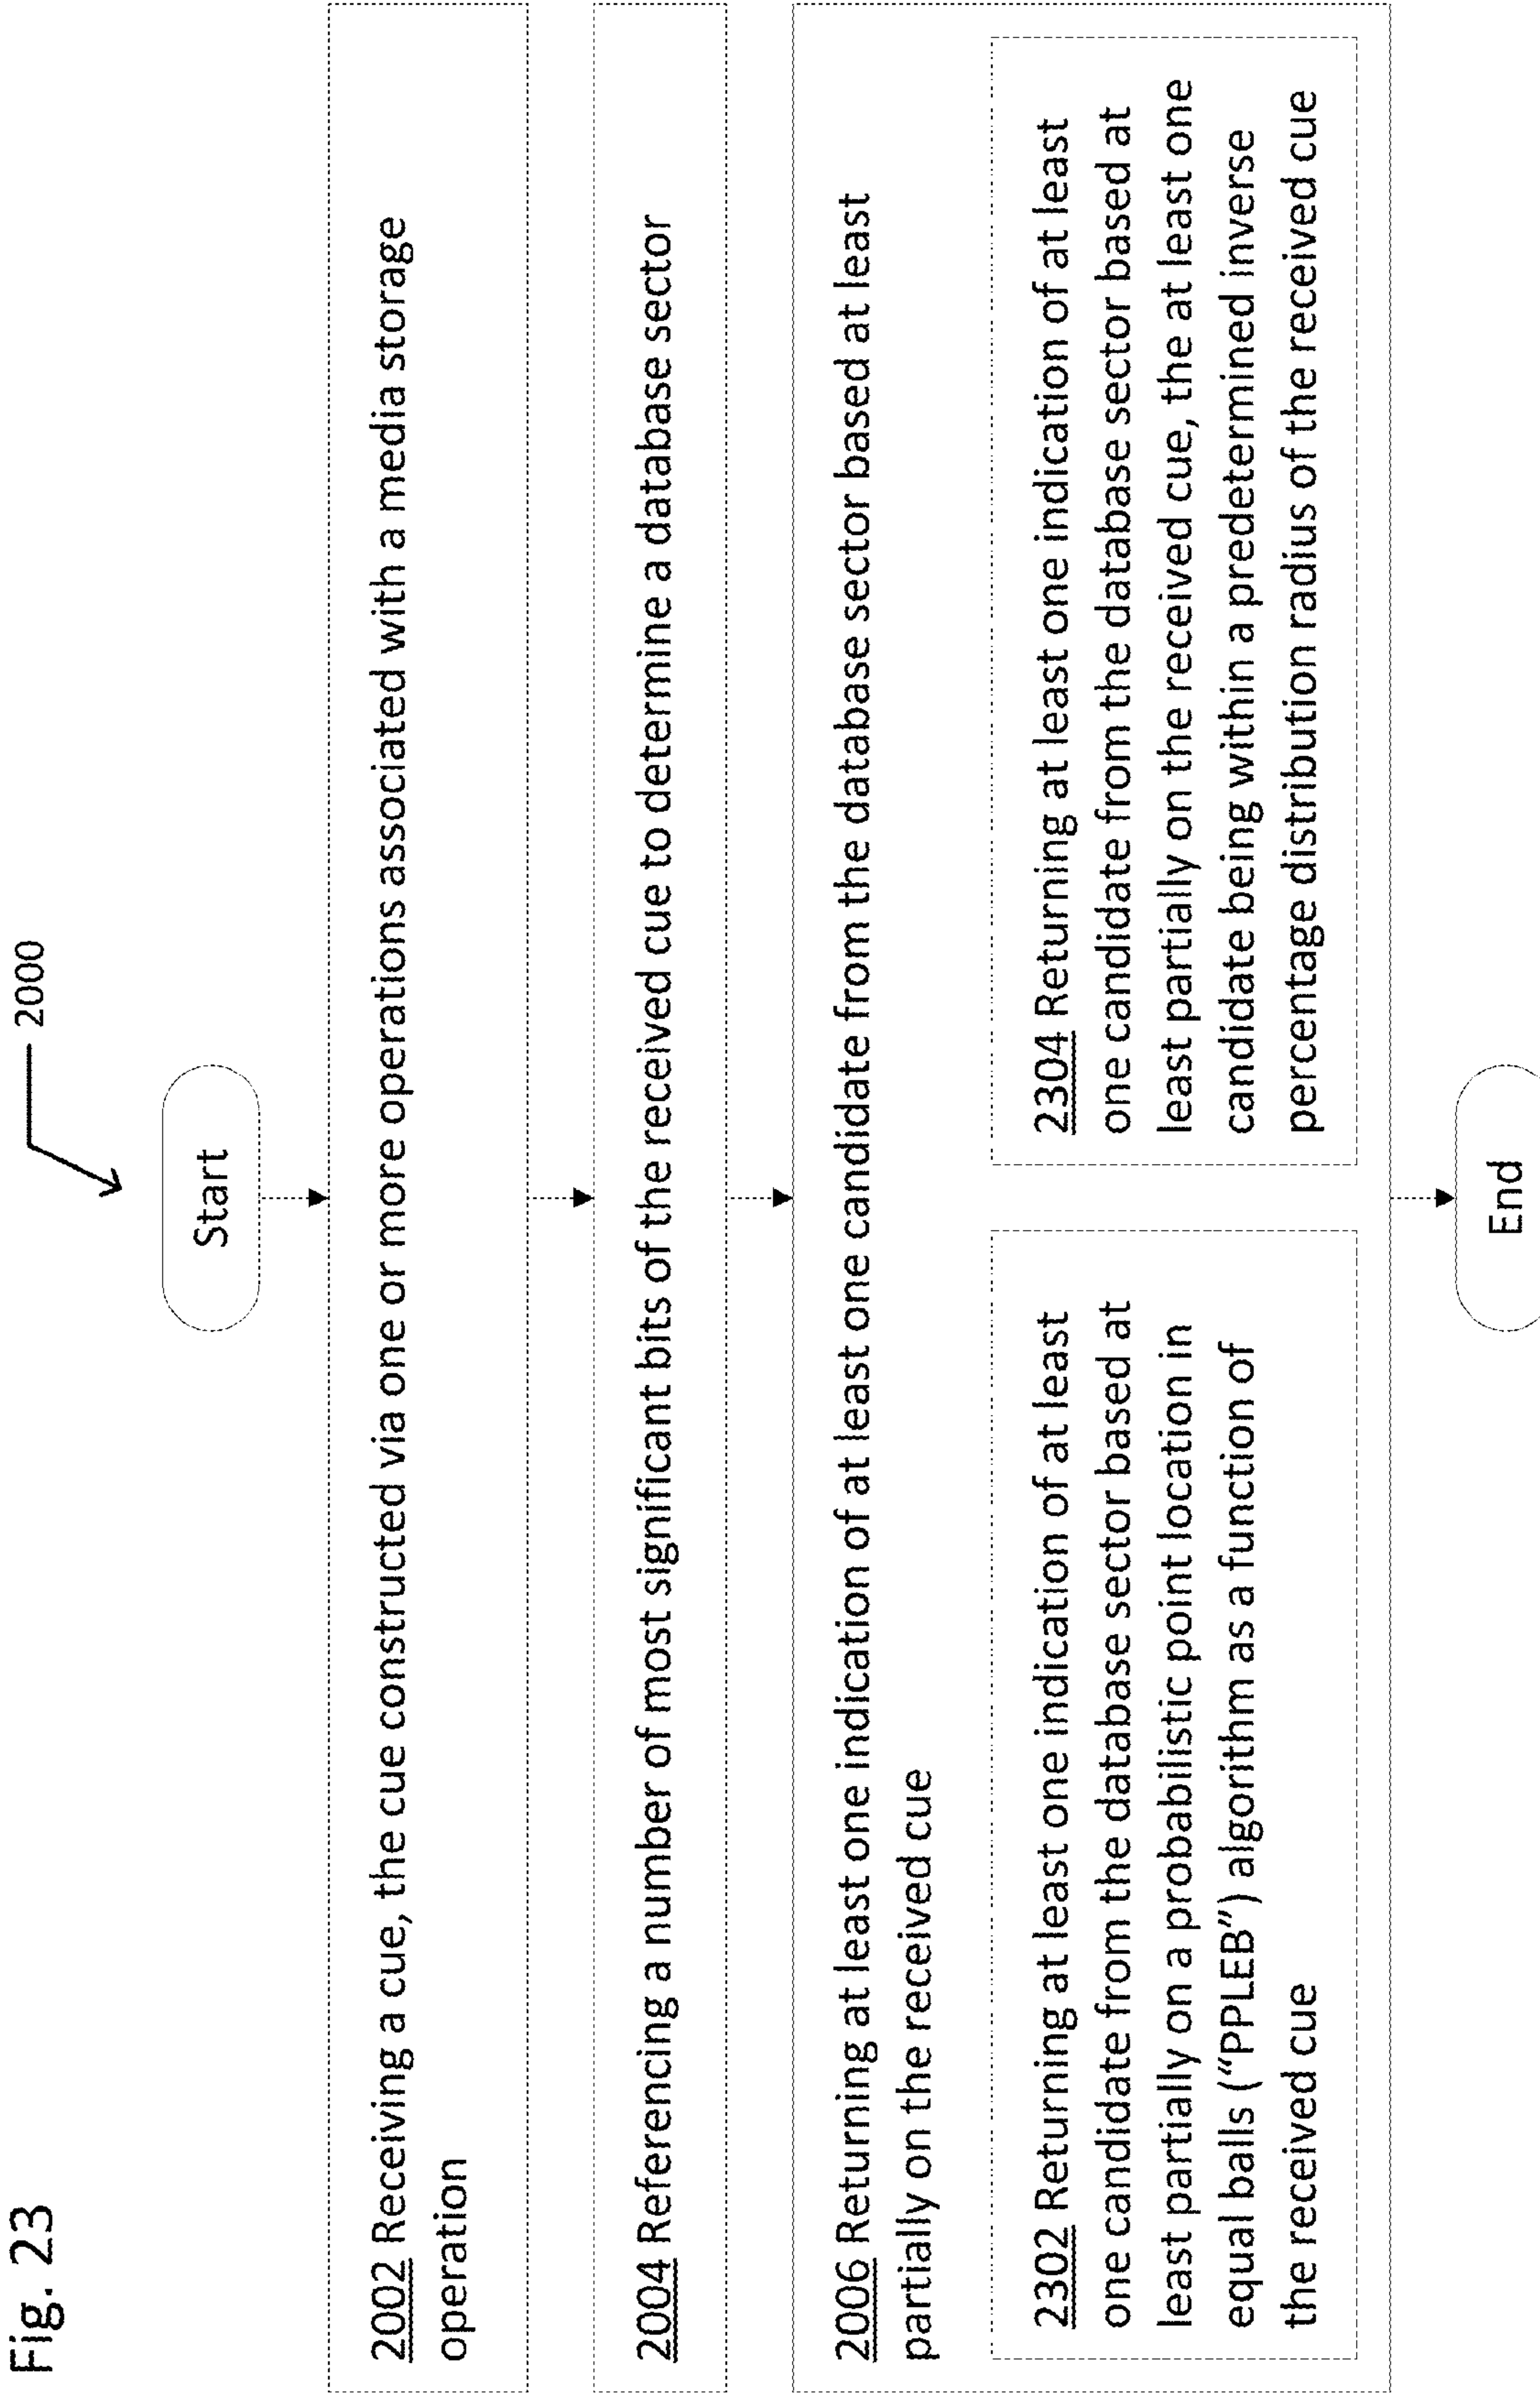 Fig. 23
2000
Start
2002 Receiving a cue, the cue constructed via one or more operations associated with a media storage
operation
2004 Referencing a number of most significant bits of the received cue to determine a database sector
2006 Returning at least one indication of at least one candidate from the database sector based at least
partially on the received cue
2302 Returning at least one indication of at least
one candidate from the database sector based at
least partially on a probabilistic point location in
equal balls (“PPLEB”) algorithm as a function of
the received cue
2304 Returning at least one indication of at least
one candidate from the database sector based at
least partially on the received cue, the at least one
candidate being within a predetermined inverse
percentage distribution radius of the received cue
End